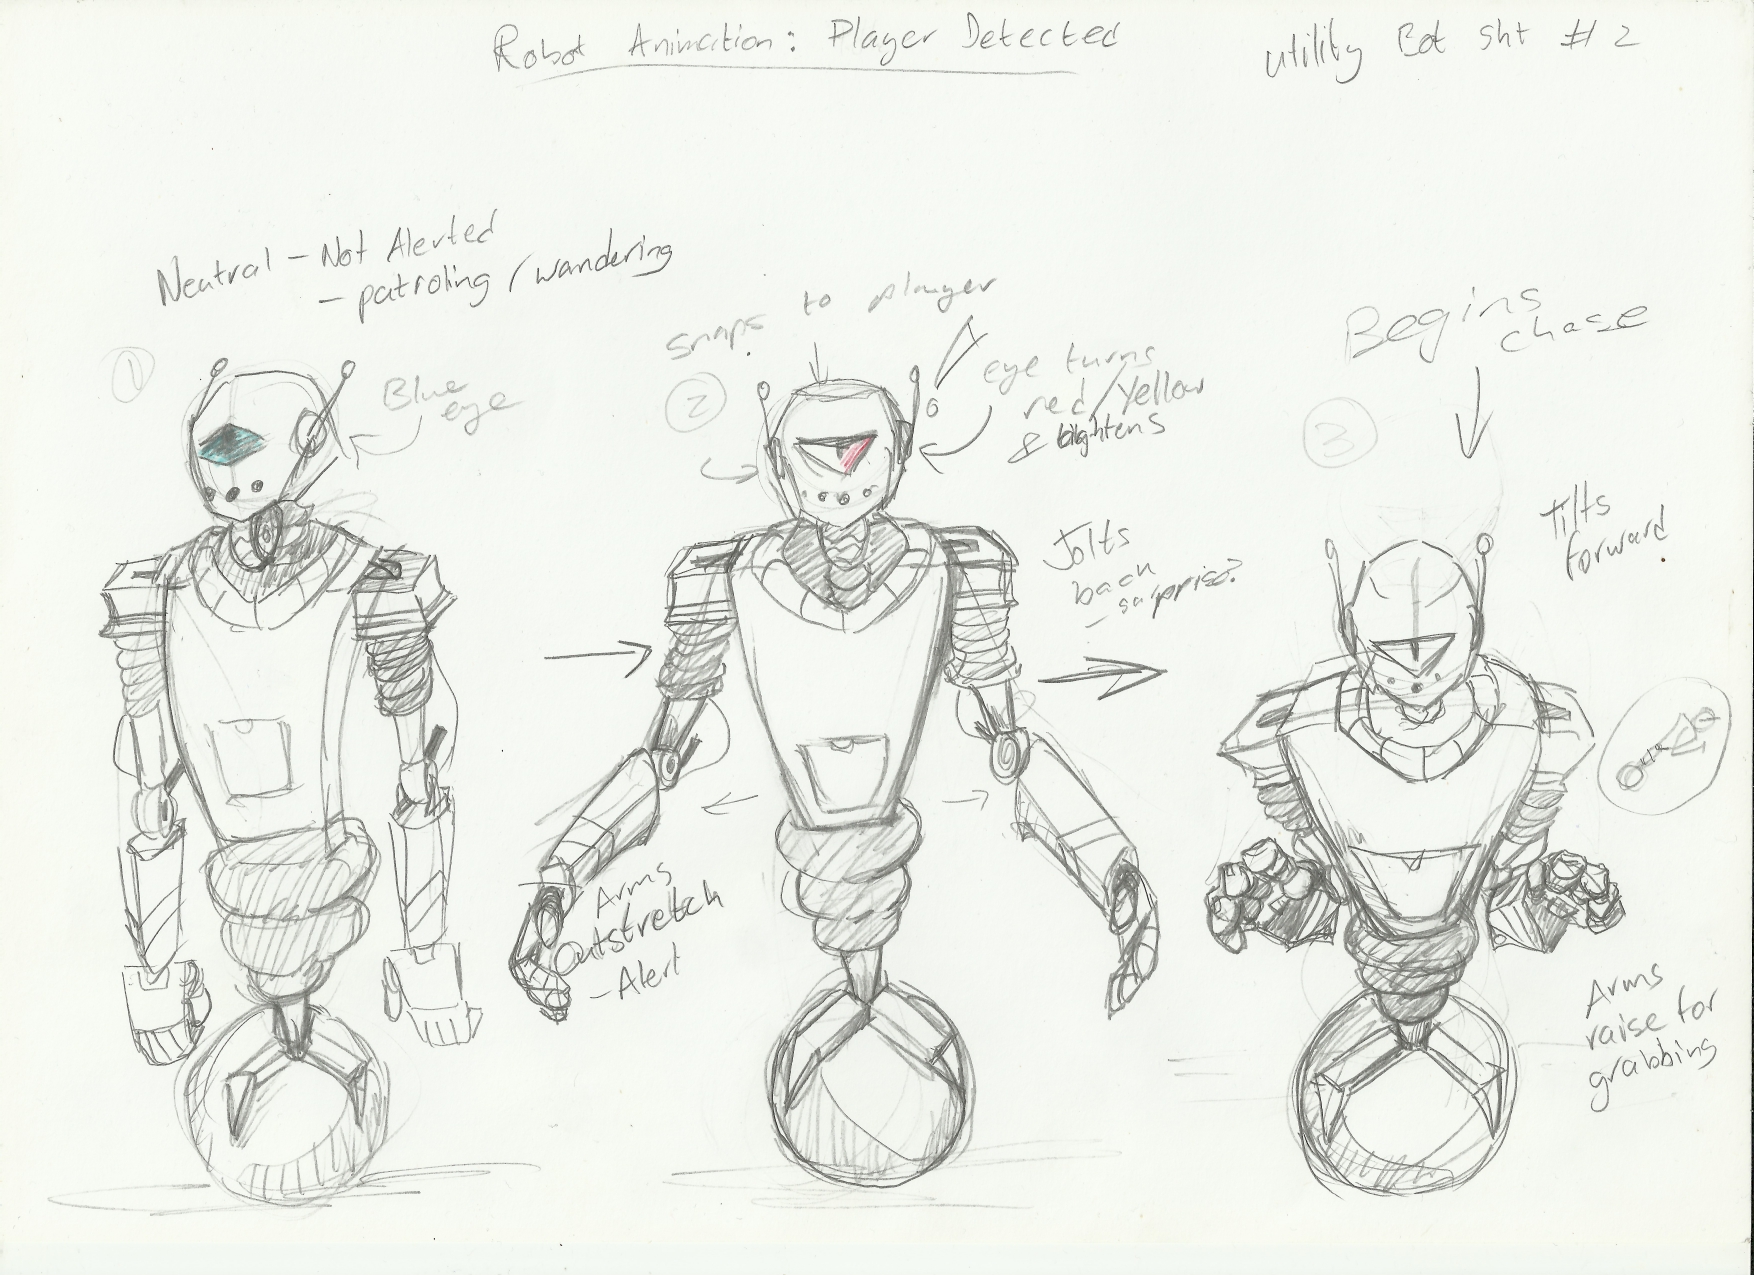 Robot Animation: Player Detected
Utility Bot Sht #2
Neutral - Not Alerted
- patroling / wandering
1
Blue
eye
snaps to player
2
eye turns
red/Yellow
& brightens
Jolts
back
- surprise?
Arms
Outstretch
- Alert
Begins
chase
3
Tilts
forward
Arms
raise for
grabbing